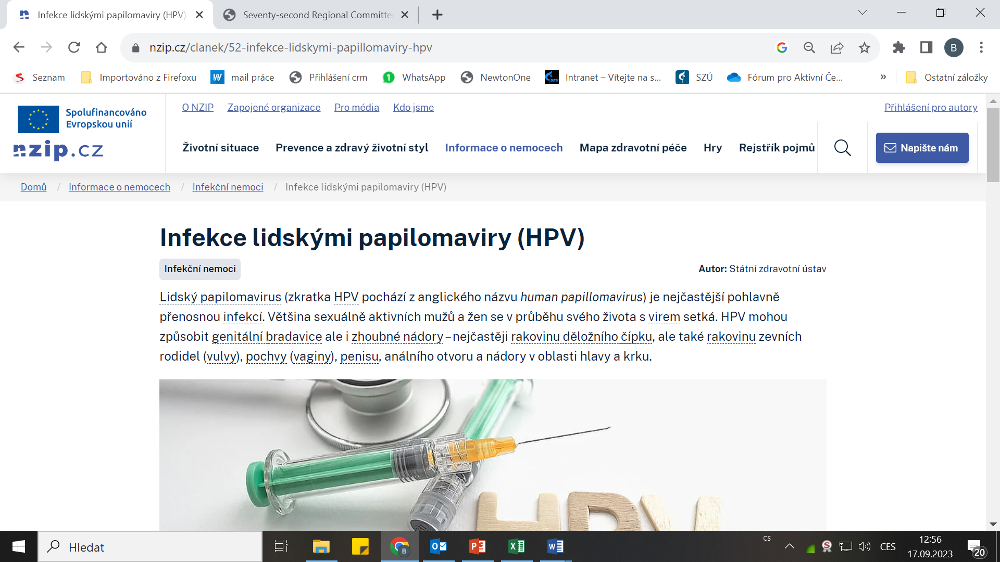 Infekce lidskými papilomaviry (HPV)
Seventy-second Regional Committe
nzip.cz/clanek/52-infekce-lidskymi-papillomaviry-hpv
B
Seznam
Importováno z Firefoxu
mail práce
Přihlášení crm
1
WhatsApp
NewtonOne
Intranet – Vítejte na s...
SZÚ
Fórum pro Aktivní Če...
»
Ostatní záložky
Spolufinancováno
Evropskou unií
nzip.cz
O NZIP
Zapojené organizace
Pro média
Kdo jsme
Přihlášení pro autory
Životní situace
Prevence a zdravý životní styl
Informace o nemocech
Mapa zdravotní péče
Hry
Rejstřík pojmů
Napište nám
Domů / Informace o nemocech / Infekční nemoci / Infekce lidskými papilomaviry (HPV)
Infekce lidskými papilomaviry (HPV)
Infekční nemoci
Autor: Státní zdravotní ústav
Lidský papilomavirus (zkratka HPV pochází z anglického názvu human papillomavirus) je nejčastější pohlavně
přenosnou infekcí. Většina sexuálně aktivních mužů a žen se v průběhu svého života s virem setká. HPV mohou
způsobit genitální bradavice ale i zhoubné nádory – nejčastěji rakovinu děložního čípku, ale také rakovinu zevních
rodidel (vulvy), pochvy (vaginy), penisu, análního otvoru a nádory v oblasti hlavy a krku.
HPV
Hledat
CS
CES
12:56
17.09.2023
20